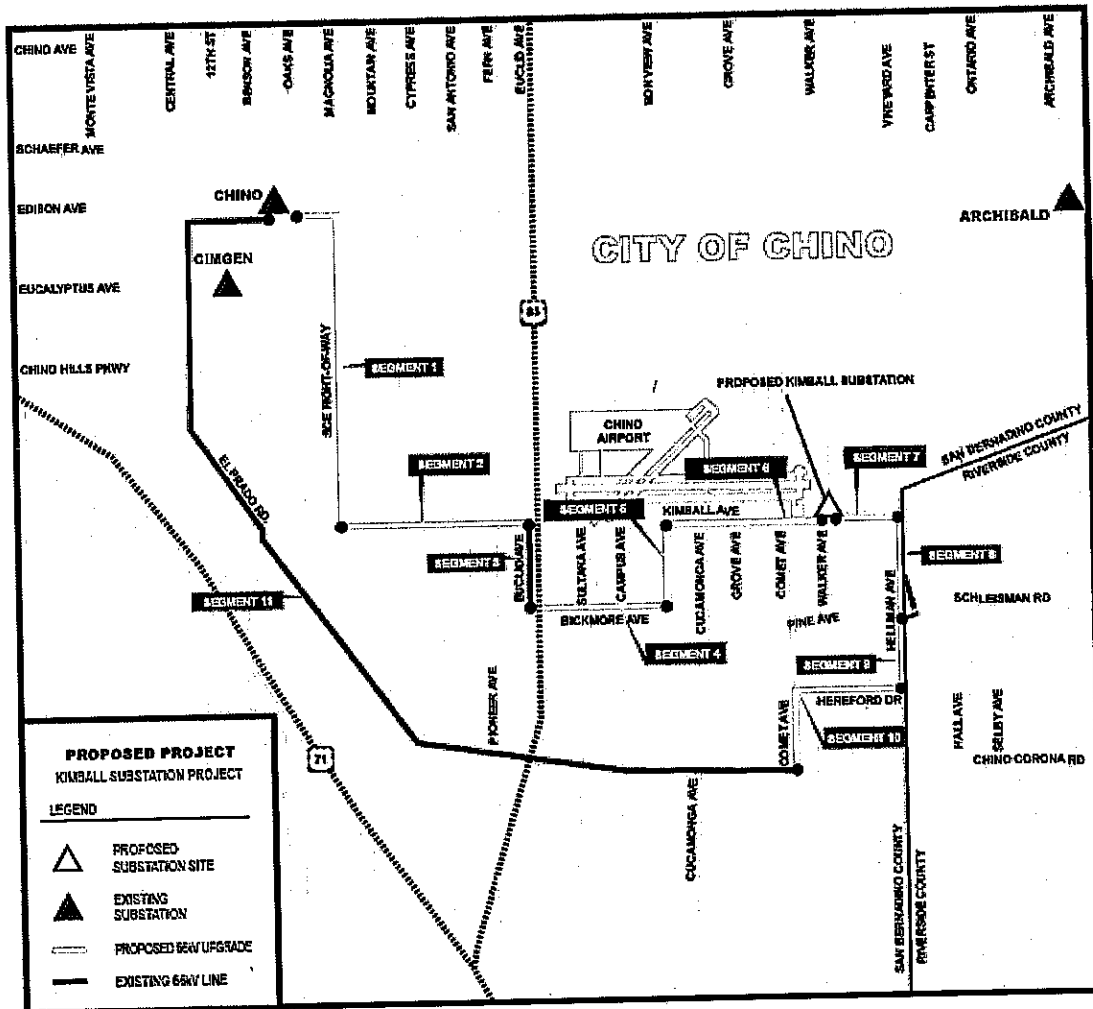 CHINO AVE
MONTE VISTA AVE
CENTRAL AVE
12TH ST
BENSON AVE
OAKS AVE
MAGNOLIA AVE
MOUNTAIN AVE
CYPRESS AVE
SAN ANTONIO AVE
FERN AVE
EUCLID AVE
BONVIEW AVE
GROVE AVE
WALKER AVE
VINEYARD AVE
CARPENTER ST
ONTARIO AVE
ARCHIBALD AVE
SCHAEFER AVE
EDISON AVE
CHINO
ARCHIBALD
CITY OF CHINO
CIMGEN
EUCALYPTUS AVE
83
CHINO HILLS PKWY
SCE RIGHT-OF-WAY
SEGMENT 1
PROPOSED KIMBALL SUBSTATION
CHINO
AIRPORT
SAN BERNADINO COUNTY
RIVERSIDE COUNTY
EL PRADO RD.
SEGMENT 2
SEGMENT 6
SEGMENT 7
SEGMENT 5
KIMBALL AVE
SEGMENT 3
EUCLID AVE
SULTANA AVE
CAMPUS AVE
CUCAMONGA AVE
GROVE AVE
COMET AVE
WALKER AVE
HELLMAN AVE
SEGMENT 8
SEGMENT 11
SCHLEISMAN RD
BICKMORE AVE
PINE AVE
SEGMENT 4
SEGMENT 9
HEREFORD DR
PIONEER AVE
COMET AVE
SEGMENT 10
HALL AVE
SELBY AVE
CHINO CORONA RD
71
CUCAMONGA AVE
SAN BERNADINO COUNTY
RIVERSIDE COUNTY
PROPOSED PROJECT
KIMBALL SUBSTATION PROJECT
LEGEND
PROPOSED
SUBSTATION SITE
EXISTING
SUBSTATION
PROPOSED 66kV UPGRADE
EXISTING 66kV LINE